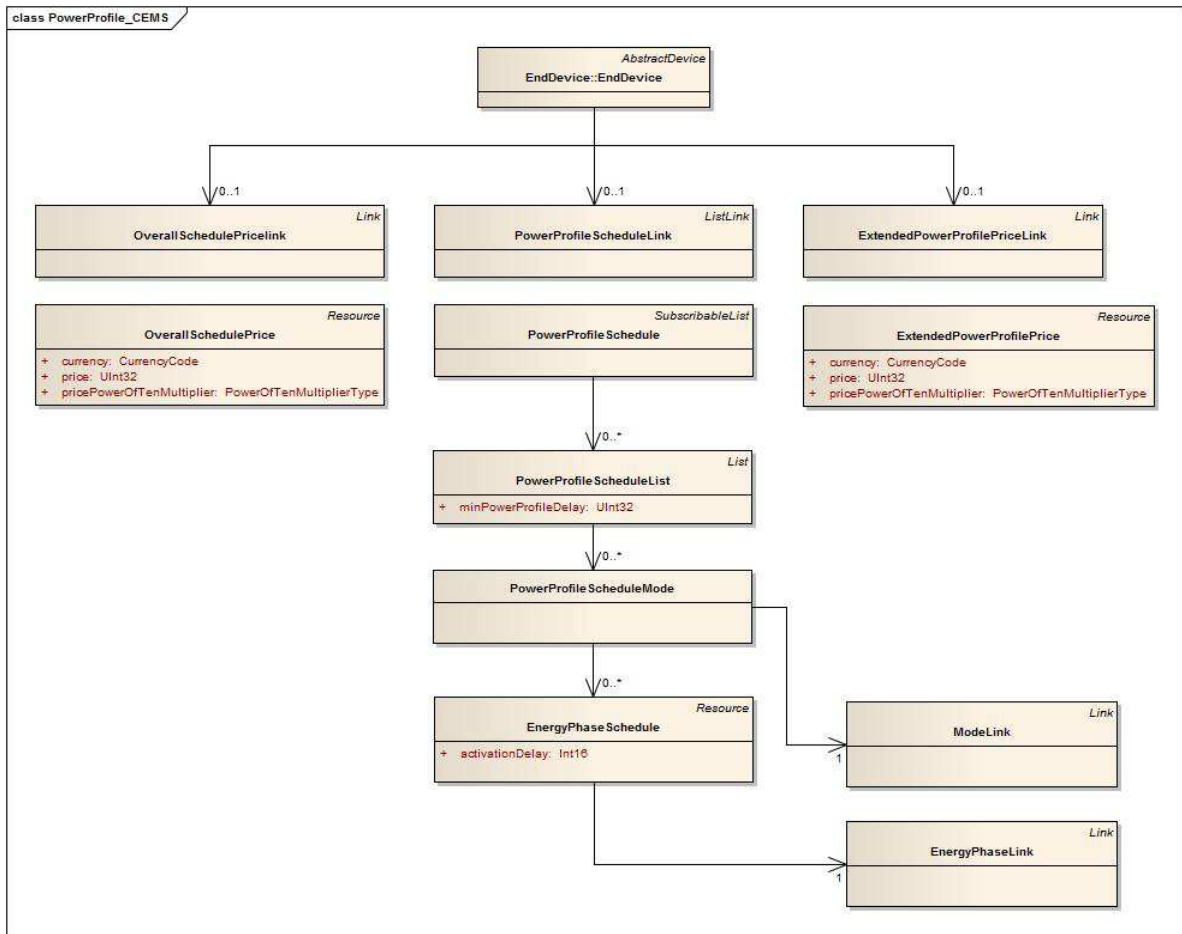 class PowerProfile_CEMS
AbstractDevice
EndDevice::EndDevice
0..1
0..1
0..1
Link
OverallSchedulePricelink
ListLink
PowerProfileScheduleLink
Link
ExtendedPowerProfilePriceLink
Resource
OverallSchedulePrice
+ currency: CurrencyCode
+ price: UInt32
+ pricePowerOfTenMultiplier: PowerOfTenMultiplierType
SubscribableList
PowerProfileSchedule
Resource
ExtendedPowerProfilePrice
+ currency: CurrencyCode
+ price: UInt32
+ pricePowerOfTenMultiplier: PowerOfTenMultiplierType
0..*
List
PowerProfileScheduleList
+ minPowerProfileDelay: UInt32
0..*
PowerProfileScheduleMode
0..*
Resource
EnergyPhaseSchedule
+ activationDelay: Int16
Link
ModeLink
1
Link
EnergyPhaseLink
1